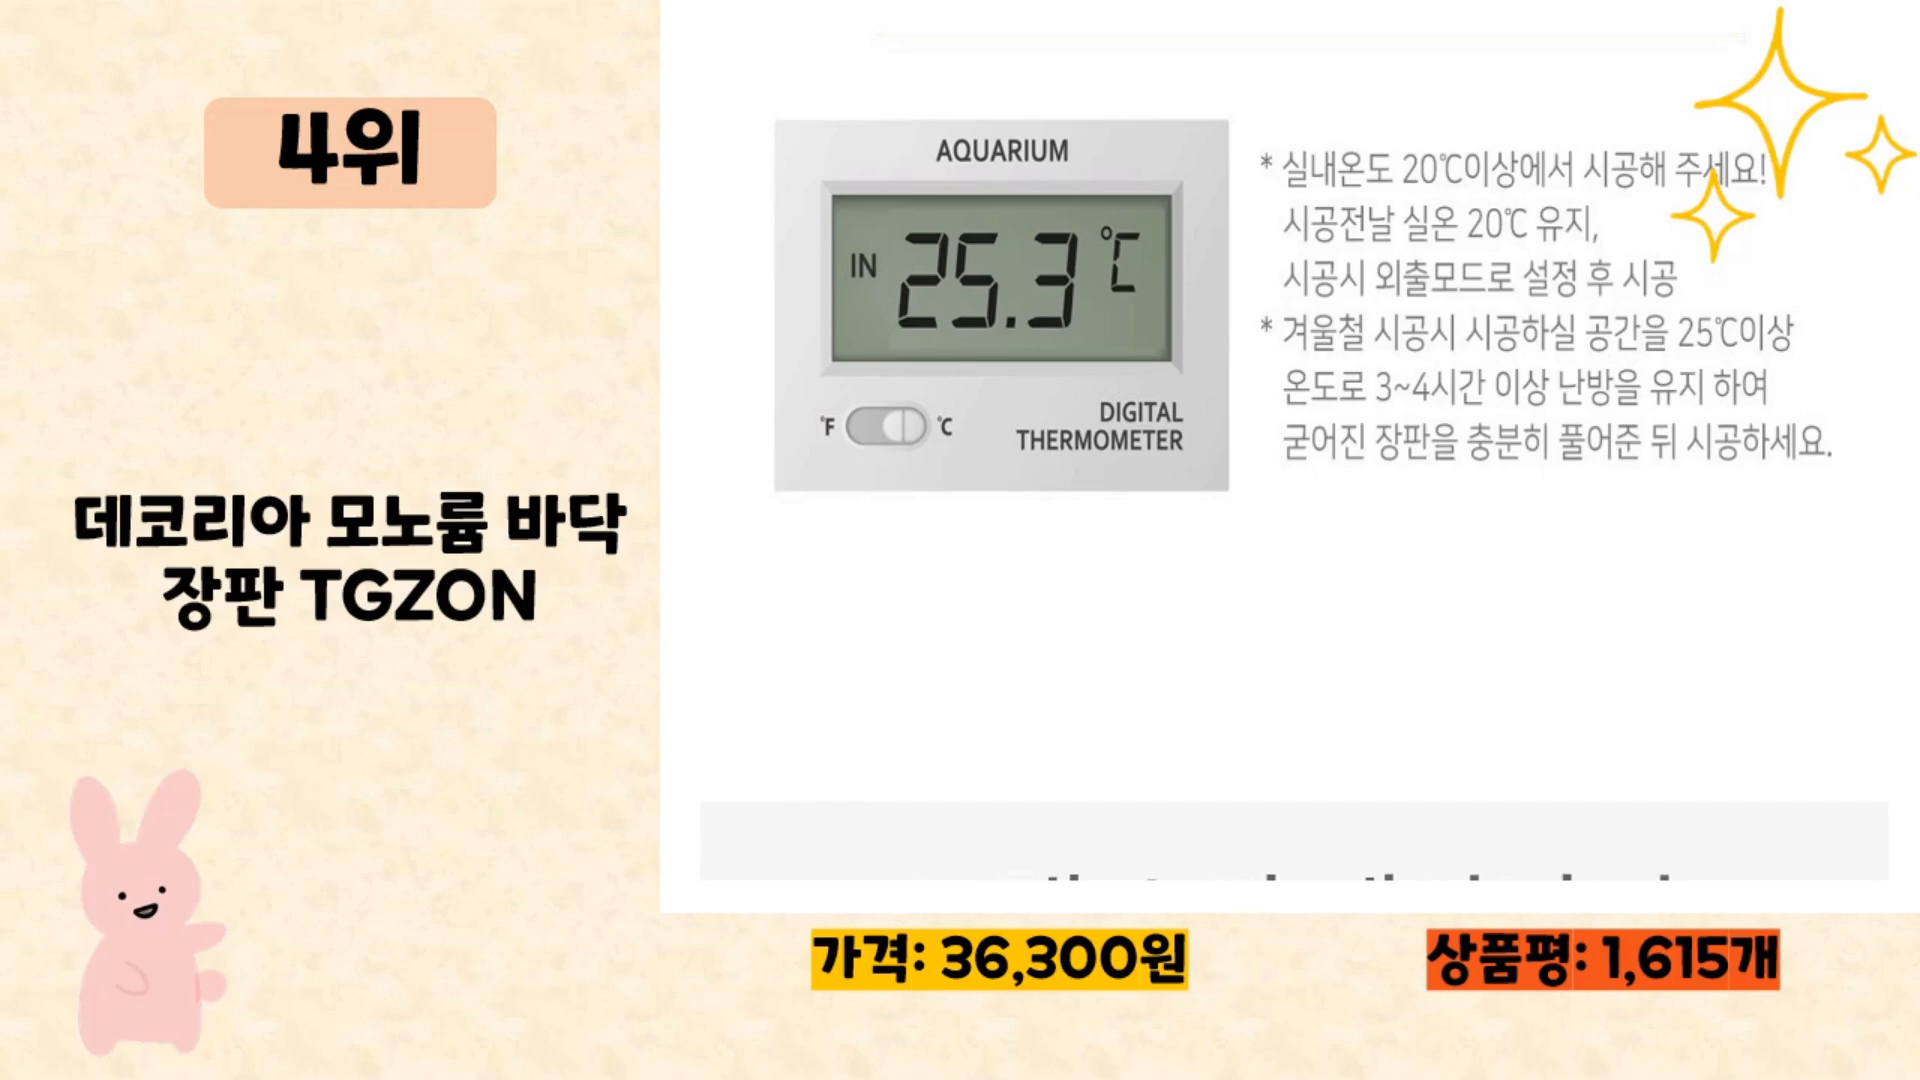 4위
데코리아 모노륨 바닥
장판 TGZON
AQUARIUM
IN 25.3 ℃
℉ ℃
DIGITAL
THERMOMETER
* 실내온도 20℃이상에서 시공해 주세요!
시공전날 실온 20℃ 유지,
시공시 외출모드로 설정 후 시공
* 겨울철 시공시 시공하실 공간을 25℃이상
온도로 3~4시간 이상 난방을 유지 하여
굳어진 장판을 충분히 풀어준 뒤 시공하세요.
가격: 36,300원
상품평: 1,615개